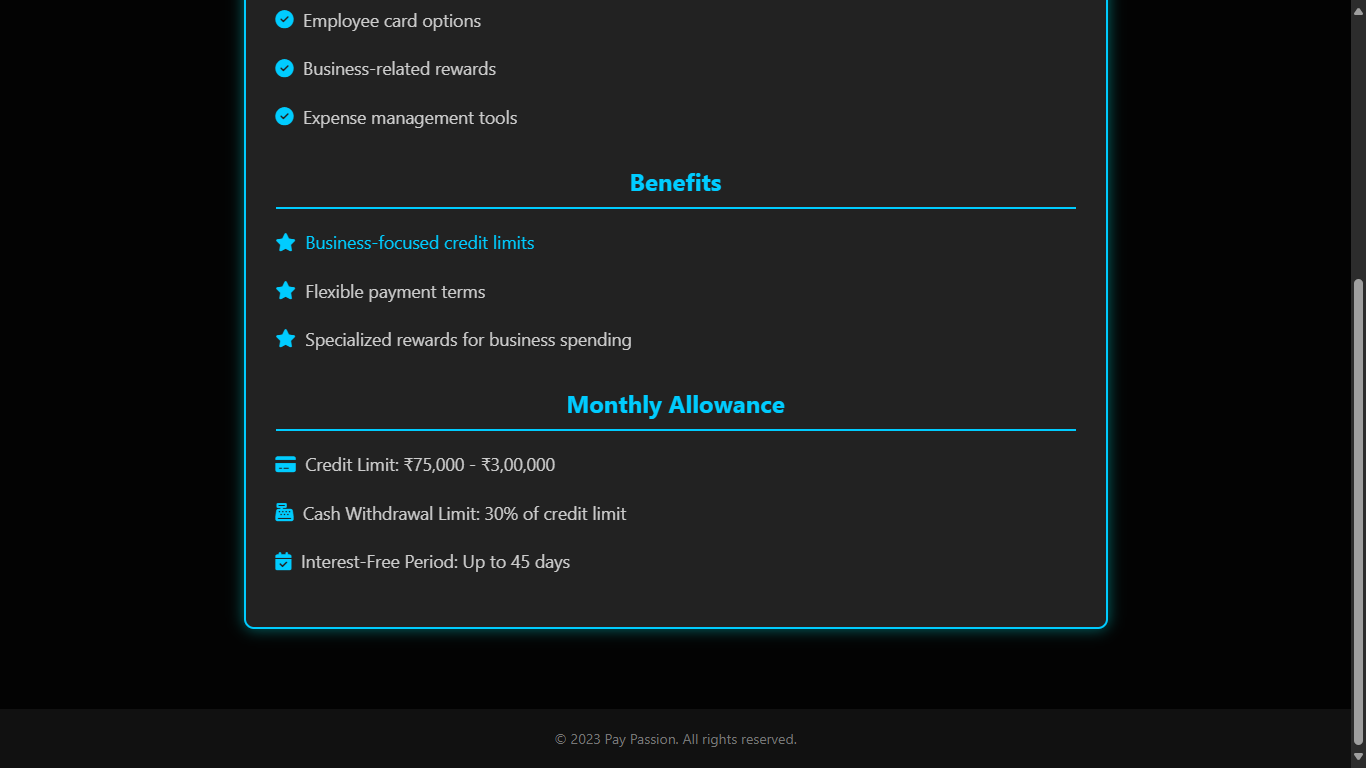 Employee card options
Business-related rewards
Expense management tools
Benefits
Business-focused credit limits
Flexible payment terms
Specialized rewards for business spending
Monthly Allowance
Credit Limit: ₹75,000 - ₹3,00,000
Cash Withdrawal Limit: 30% of credit limit
Interest-Free Period: Up to 45 days
© 2023 Pay Passion. All rights reserved.